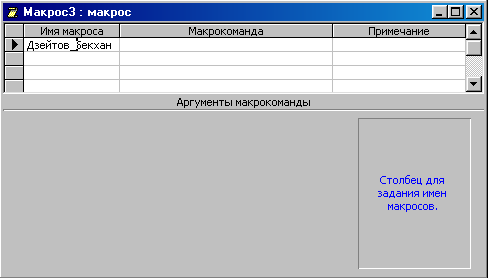 Макрос3 : макрос
Имя макроса Макрокоманда Примечание
Дзейтов_Бекхан
Аргументы макрокоманды
Столбец для
задания имен
макросов.